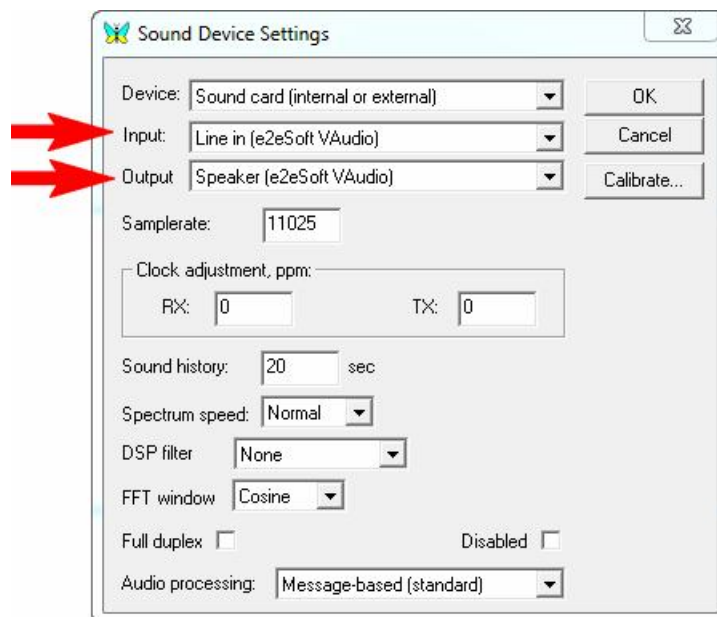 Sound Device Settings
Device: Sound card (internal or external) OK
Input: Line in (e2eSoft VAudio) Cancel
Output Speaker (e2eSoft VAudio) Calibrate...
Samplerate: 11025
Clock adjustment, ppm:
RX: 0 TX: 0
Sound history: 20 sec
Spectrum speed: Normal
DSP filter None
FFT window Cosine
Full duplex Disabled
Audio processing: Message-based (standard)